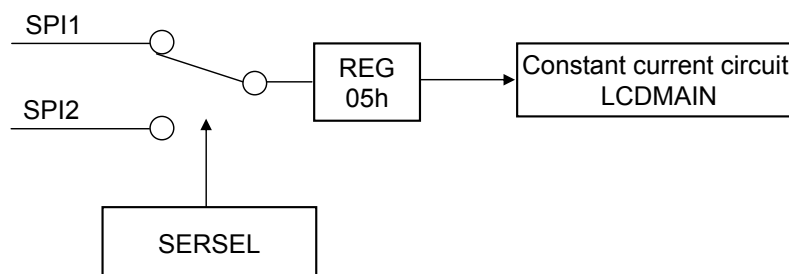 SPI1
SPI2
REG
05h
Constant current circuit
LCDMAIN
SERSEL